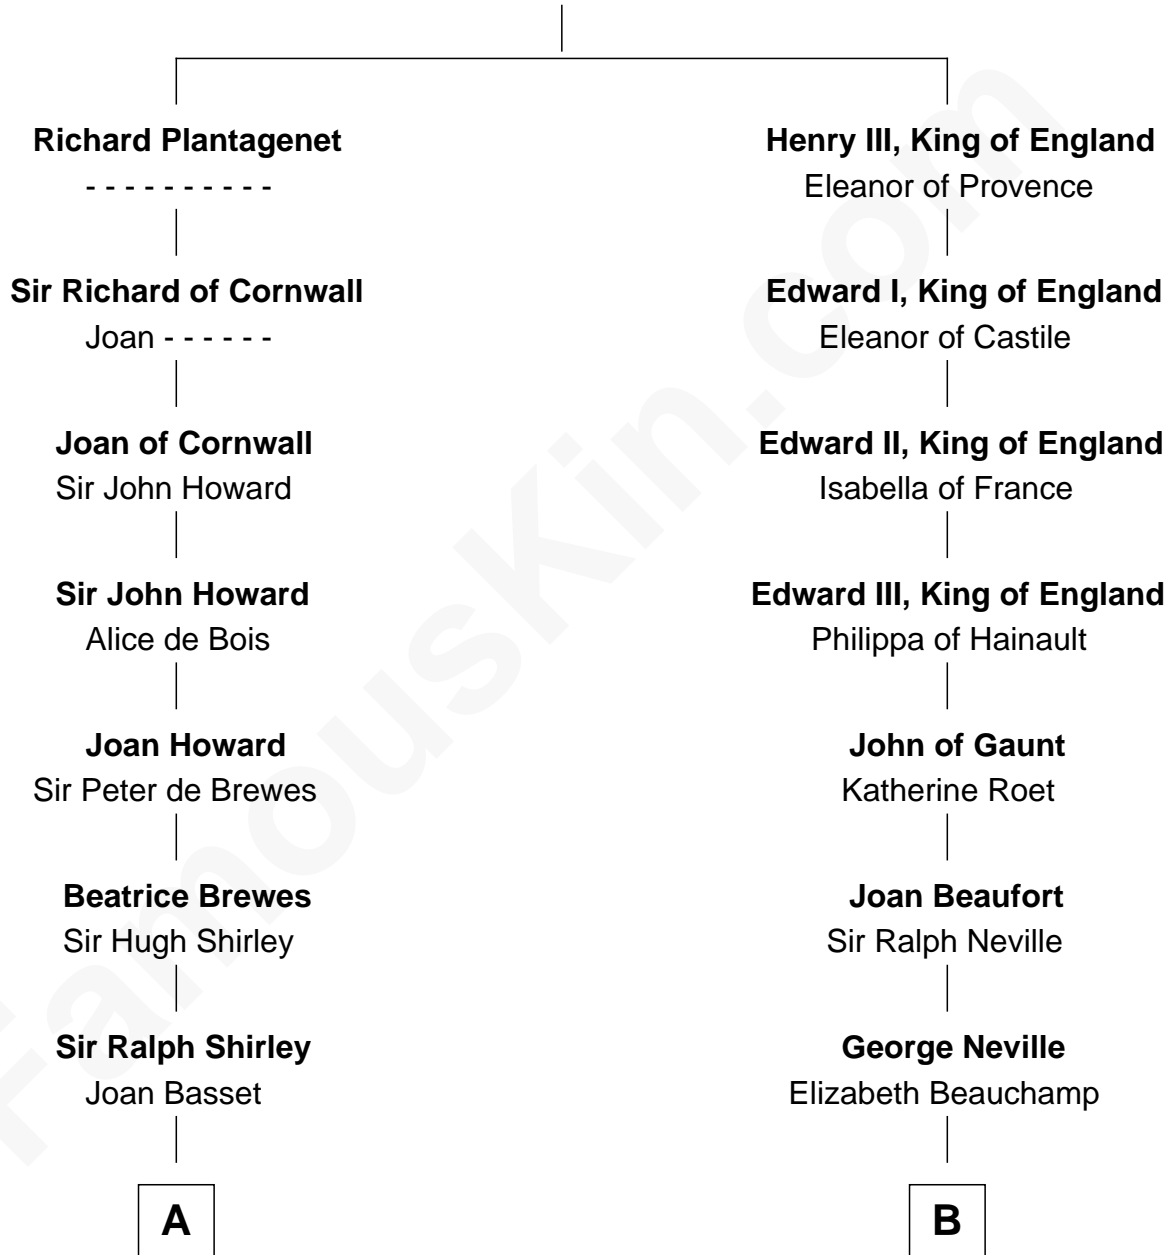 Richard Plantagenet
- - - - - - - - - -
Sir Richard of Cornwall
Joan - - - - - -
Joan of Cornwall
Sir John Howard
Sir John Howard
Alice de Bois
Joan Howard
Sir Peter de Brewes
Beatrice Brewes
Sir Hugh Shirley
Sir Ralph Shirley
Joan Basset
A
Henry III, King of England
Eleanor of Provence
Edward I, King of England
Eleanor of Castile
Edward II, King of England
Isabella of France
Edward III, King of England
Philippa of Hainault
John of Gaunt
Katherine Roet
Joan Beaufort
Sir Ralph Neville
George Neville
Elizabeth Beauchamp
B
FamousKin.com